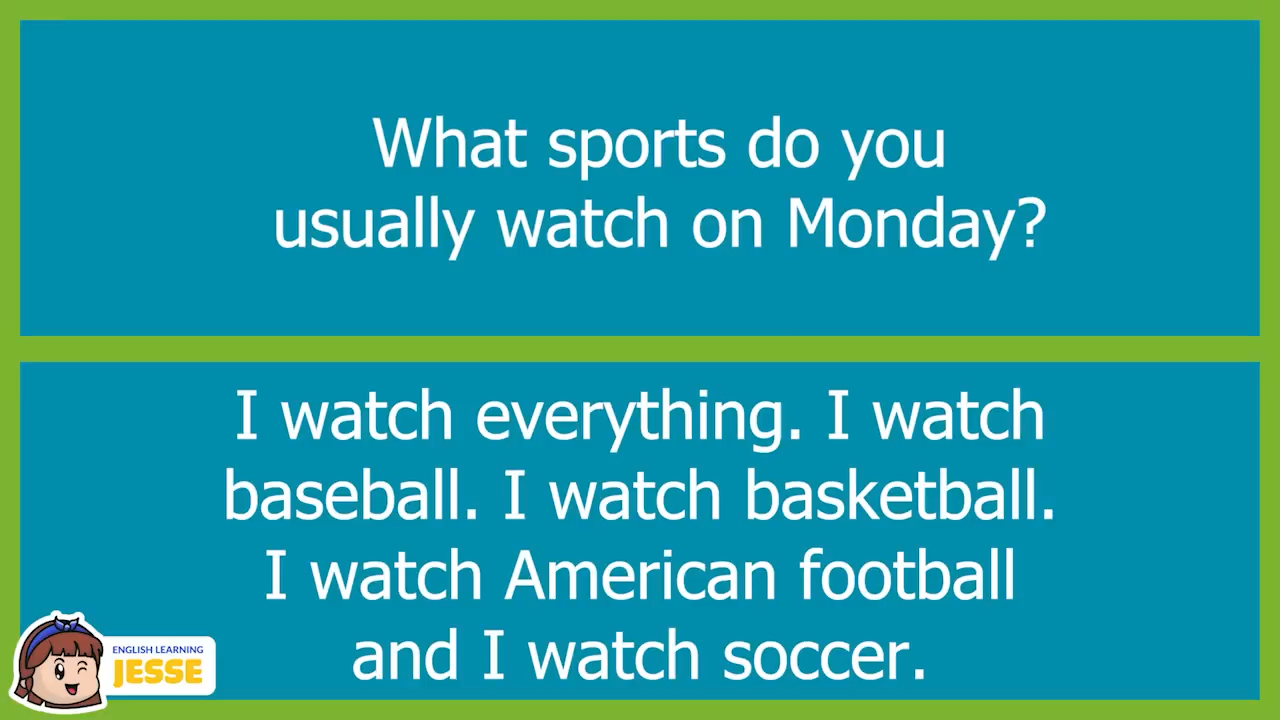 What sports do you
usually watch on Monday?
I watch everything. I watch
baseball. I watch basketball.
I watch American football
and I watch soccer.
ENGLISH LEARNING
JESSE